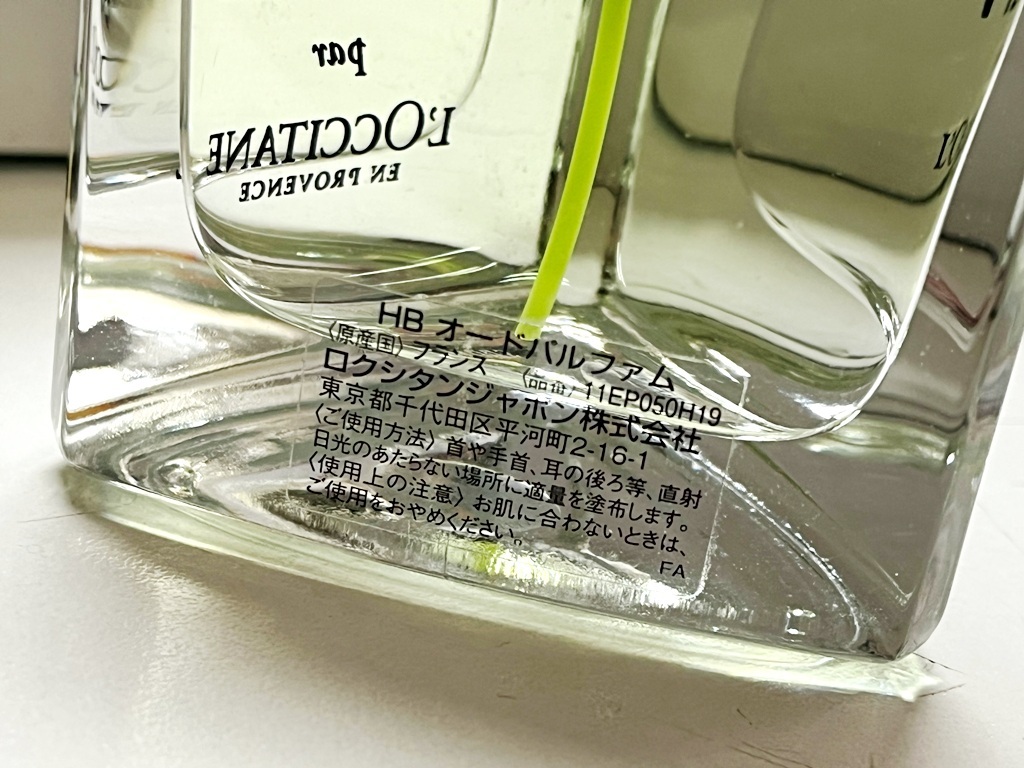 par
L'OCCITANE
EN PROVENCE
HB オードパルファム
〈原産国〉フランス 〈品番〉11EP050H19
ロクシタンジャポン株式会社
東京都千代田区平河町2-16-1
〈ご使用方法〉首や手首、耳の後ろ等、直射
日光のあたらない場所に適量を塗布します。
〈使用上の注意〉お肌に合わないときは、
ご使用をおやめください。
FA